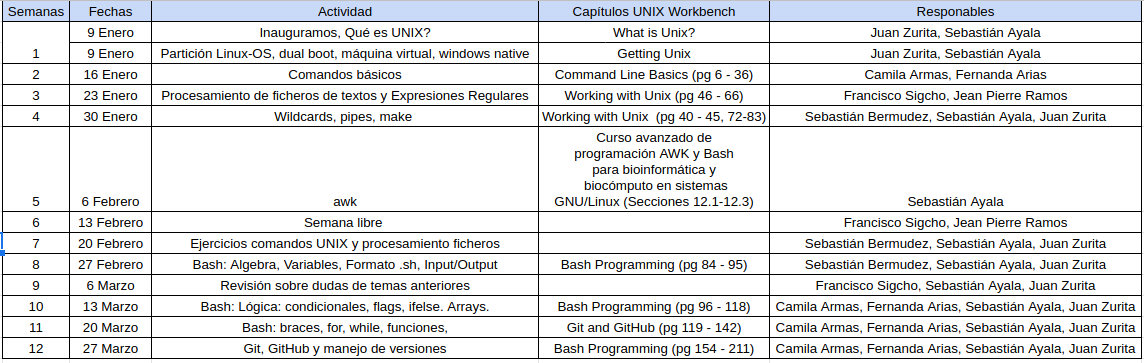 Semanas Fechas Actividad Capítulos UNIX Workbench Responables
9 Enero Inauguramos, Qué es UNIX? What is Unix? Juan Zurita, Sebastián Ayala
1 9 Enero Partición Linux-OS, dual boot, máquina virtual, windows native Getting Unix Juan Zurita, Sebastián Ayala
2 16 Enero Comandos básicos Command Line Basics (pg 6 - 36) Camila Armas, Fernanda Arias
3 23 Enero Procesamiento de ficheros de textos y Expresiones Regulares Working with Unix (pg 46 - 66) Francisco Sigcho, Jean Pierre Ramos
4 30 Enero Wildcards, pipes, make Working with Unix (pg 40 - 45, 72-83) Sebastián Bermudez, Sebastián Ayala, Juan Zurita
Curso avanzado de
programación AWK y Bash
para bioinformática y
biocómputo en sistemas
5 6 Febrero awk GNU/Linux (Secciones 12.1-12.3) Sebastián Ayala
6 13 Febrero Semana libre Francisco Sigcho, Jean Pierre Ramos
7 20 Febrero Ejercicios comandos UNIX y procesamiento ficheros Sebastián Bermudez, Sebastián Ayala, Juan Zurita
8 27 Febrero Bash: Algebra, Variables, Formato .sh, Input/Output Bash Programming (pg 84 - 95) Sebastián Bermudez, Sebastián Ayala, Juan Zurita
9 6 Marzo Revisión sobre dudas de temas anteriores Francisco Sigcho, Sebastián Ayala, Juan Zurita
10 13 Marzo Bash: Lógica: condicionales, flags, ifelse. Arrays. Bash Programming (pg 96 - 118) Camila Armas, Fernanda Arias, Sebastián Ayala, Juan Zurita
11 20 Marzo Bash: braces, for, while, funciones, Git and GitHub (pg 119 - 142) Camila Armas, Fernanda Arias, Sebastián Ayala, Juan Zurita
12 27 Marzo Git, GitHub y manejo de versiones Bash Programming (pg 154 - 211) Camila Armas, Fernanda Arias, Sebastián Ayala, Juan Zurita